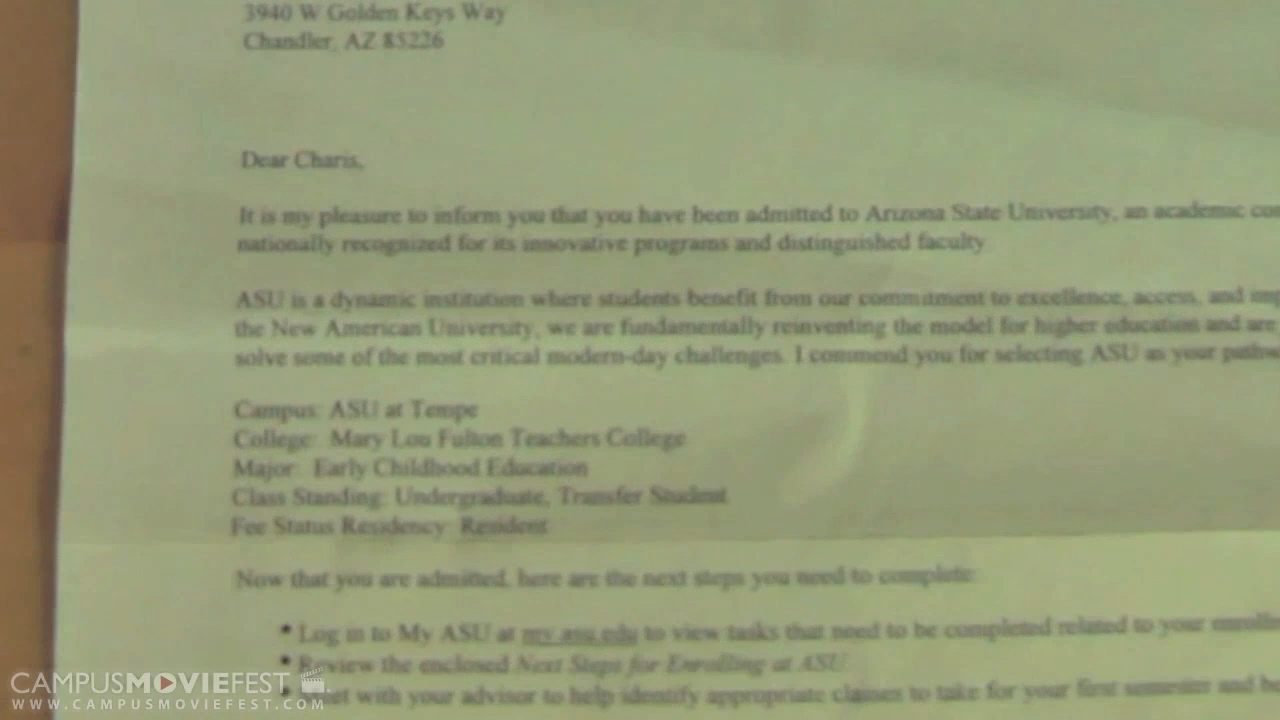 3940 W Golden Keys Way
Chandler, AZ 85226
Dear Charis,
It is my pleasure to inform you that you have been admitted to Arizona State University, an academic
nationally recognized for its innovative programs and distinguished faculty
ASU is a dynamic institution where students benefit from our commitment to excellence, access, and
the New American University, we are fundamentally reinventing the model for higher education and are
solve some of the most critical modern-day challenges. I commend you for selecting ASU as your
Campus: ASU at Tempe
College: Mary Lou Fulton Teachers College
Major: Early Childhood Education
Class Standing: Undergraduate, Transfer Student
Fee Status Residency: Resident
Now that you are admitted, here are the next steps you need to complete:
* Log in to My ASU at my.asu.edu to view tasks that need to be completed related to your
* Review the enclosed Next Steps for Enrolling at ASU
with your advisor to help identify appropriate classes to take for your first semester and
CAMPUSMOVIEFEST
WWW.CAMPUSMOVIEFEST.COM